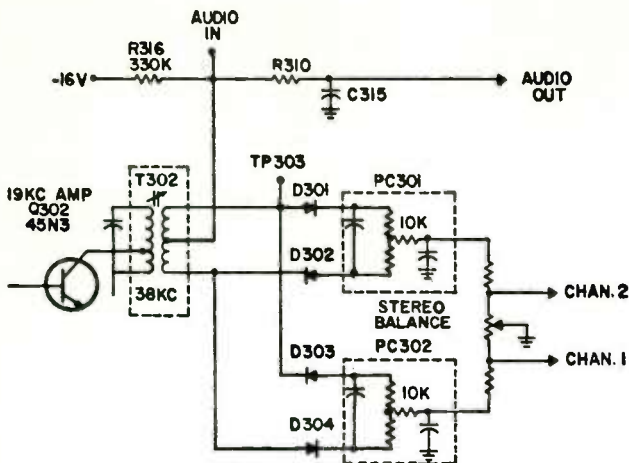 AUDIO
IN
R316
330K
R310
-16V
AUDIO
OUT
C315
TP303
T302
D301
PC301
19KC AMP
Q302
45N3
10K
D302
38KC
STEREO
BALANCE
CHAN. 2
D303
PC302
CHAN. 1
10K
D304